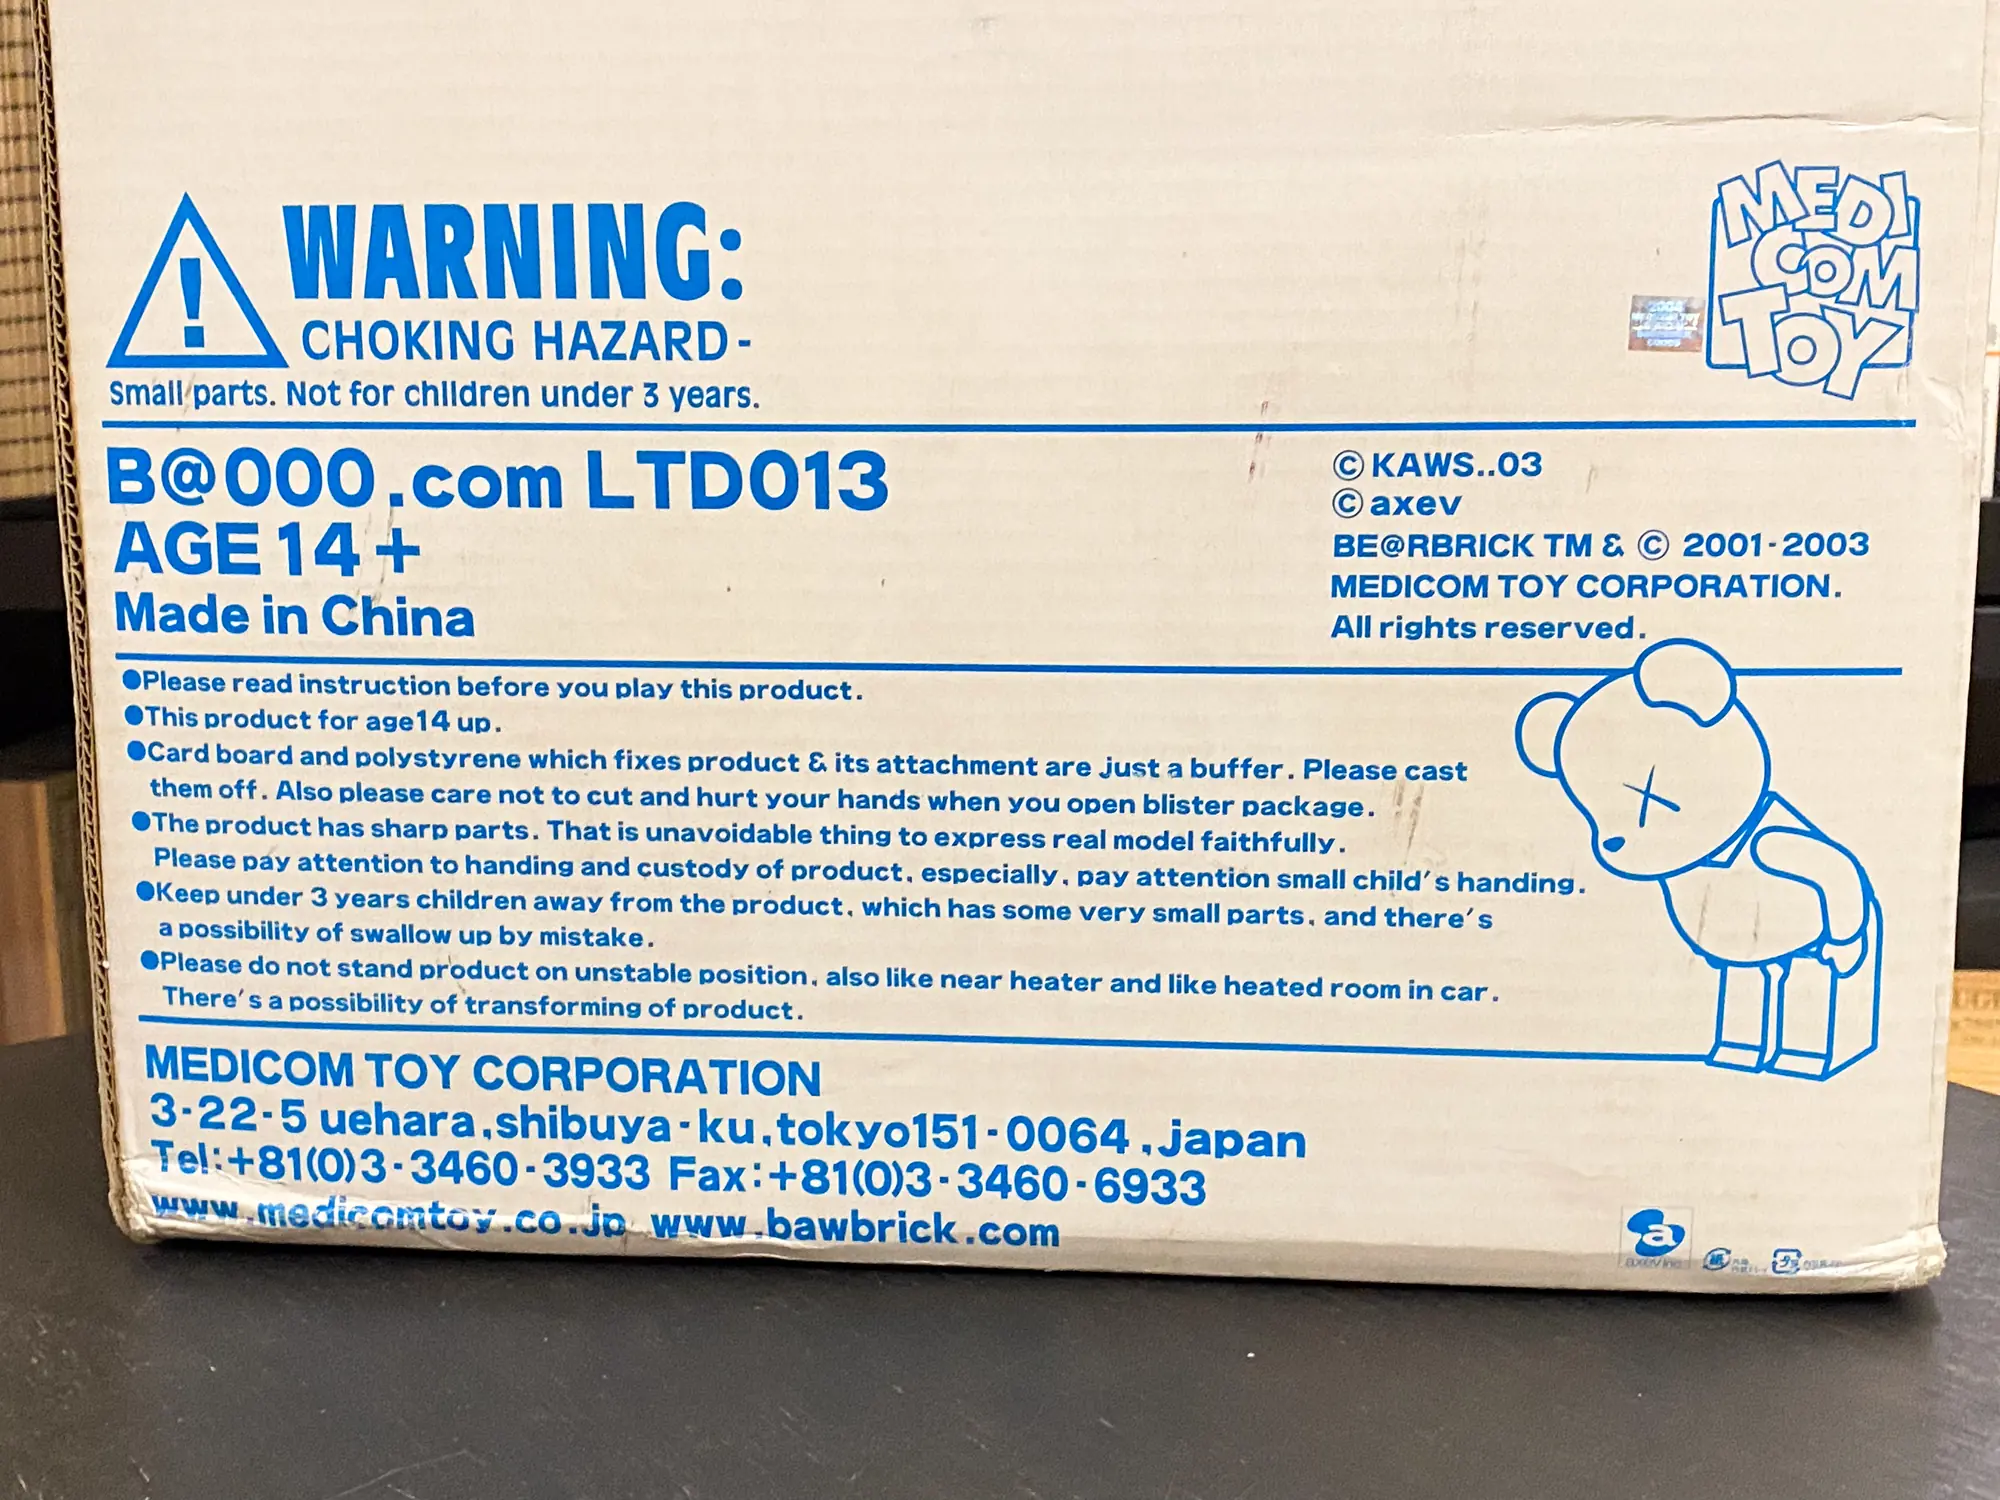 WARNING:
CHOKING HAZARD-
Small parts. Not for children under 3 years.
MEDI
COM
TOY
B@000.com LTD013
AGE 14+
Made in China
© KAWS..03
© axev
BE@RBRICK TM & © 2001-2003
MEDICOM TOY CORPORATION.
All rights reserved.
●Please read instruction before you play this product.
●This product for age14 up.
●Card board and polystyrene which fixes product & its attachment are just a buffer. Please cast
them off. Also please care not to cut and hurt your hands when you open blister package.
●The product has sharp parts. That is unavoidable thing to express real model faithfully.
Please pay attention to handing and custody of product, especially, pay attention small child's handing.
●Keep under 3 years children away from the product, which has some very small parts, and there's
a possibility of swallow up by mistake.
●Please do not stand product on unstable position, also like near heater and like heated room in car.
There's a possibility of transforming of product.
MEDICOM TOY CORPORATION
3-22-5 uehara,shibuya-ku,tokyo151-0064,japan
Tel:+81(0)3-3460-3933 Fax:+81(0)3-3460-6933
www.medicomtoy.co.jp www.bawbrick.com
a
axev inc.
紙
プラ